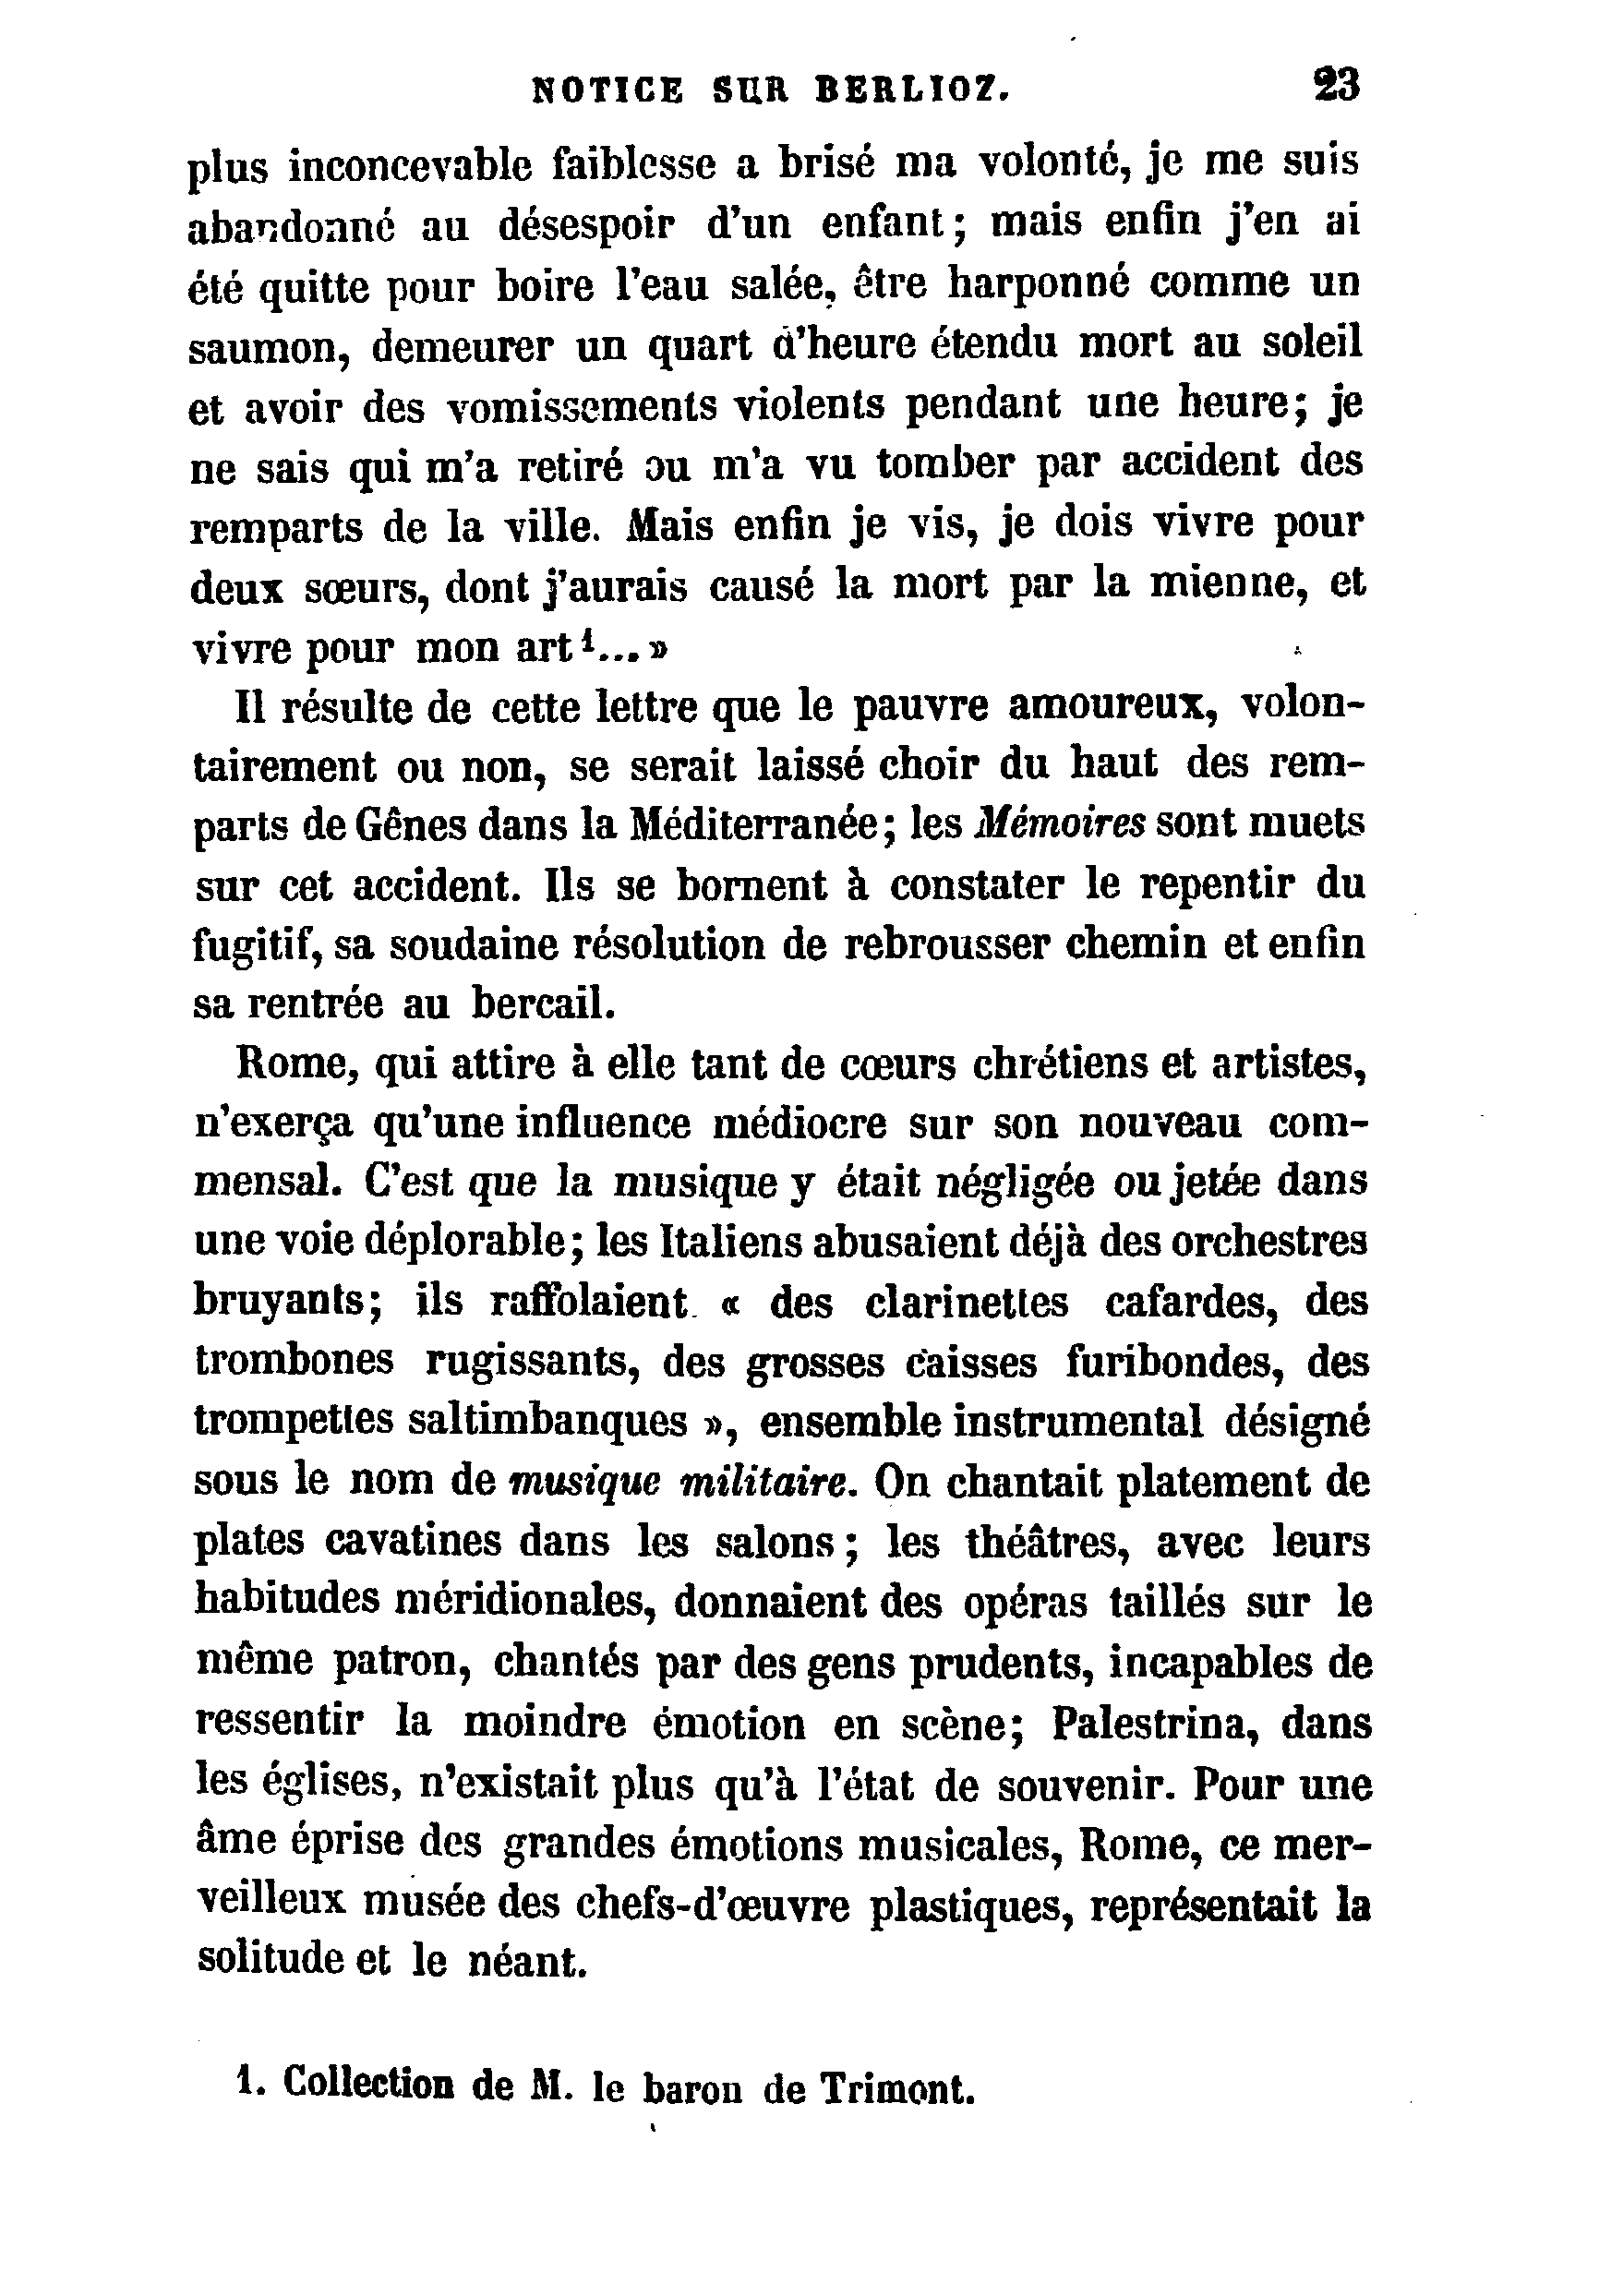 NOTICE SUR BERLIOZ. 23
plus inconcevable faiblesse a brisé ma volonté, je me suis
abandonné au désespoir d'un enfant ; mais enfin j'en ai
été quitte pour boire l'eau salée, être harponné comme un
saumon, demeurer un quart d'heure étendu mort au soleil
et avoir des vomissements violents pendant une heure; je
ne sais qui m'a retiré ou m'a vu tomber par accident des
remparts de la ville. Mais enfin je vis, je dois vivre pour
deux sœurs, dont j'aurais causé la mort par la mienne, et
vivre pour mon art ¹... »
Il résulte de cette lettre que le pauvre amoureux, volon-
tairement ou non, se serait laissé choir du haut des rem-
parts de Gênes dans la Méditerranée; les Mémoires sont muets
sur cet accident. Ils se bornent à constater le repentir du
fugitif, sa soudaine résolution de rebrousser chemin et enfin
sa rentrée au bercail.
Rome, qui attire à elle tant de cœurs chrétiens et artistes,
n'exerça qu'une influence médiocre sur son nouveau com-
mensal. C'est que la musique y était négligée ou jetée dans
une voie déplorable; les Italiens abusaient déjà des orchestres
bruyants; ils raffolaient « des clarinettes cafardes, des
trombones rugissants, des grosses caisses furibondes, des
trompettes saltimbanques », ensemble instrumental désigné
sous le nom de musique militaire. On chantait platement de
plates cavatines dans les salons ; les théâtres, avec leurs
habitudes méridionales, donnaient des opéras taillés sur le
même patron, chantés par des gens prudents, incapables de
ressentir la moindre émotion en scène; Palestrina, dans
les églises, n'existait plus qu'à l'état de souvenir. Pour une
âme éprise des grandes émotions musicales, Rome, ce mer-
veilleux musée des chefs-d'œuvre plastiques, représentait la
solitude et le néant.
1. Collection de M. le baron de Trimont.